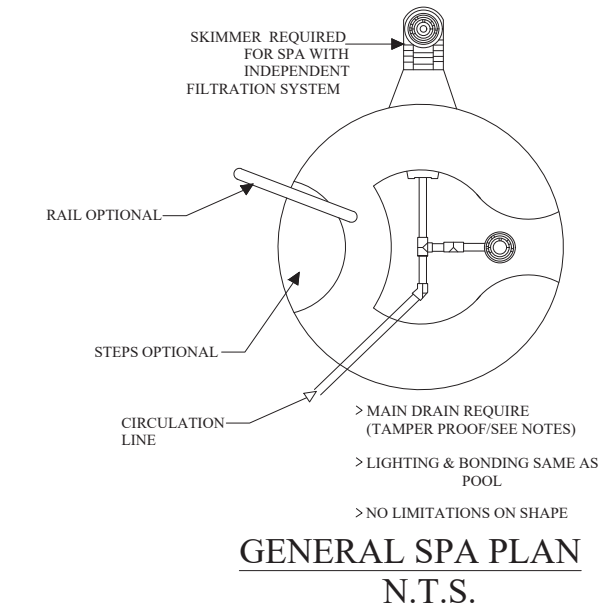 SKIMMER REQUIRED
FOR SPA WITH
INDEPENDENT
FILTRATION SYSTEM
RAIL OPTIONAL
STEPS OPTIONAL
CIRCULATION
LINE
> MAIN DRAIN REQUIRE
(TAMPER PROOF/SEE NOTES)
> LIGHTING & BONDING SAME AS
POOL
> NO LIMITATIONS ON SHAPE
GENERAL SPA PLAN
N.T.S.